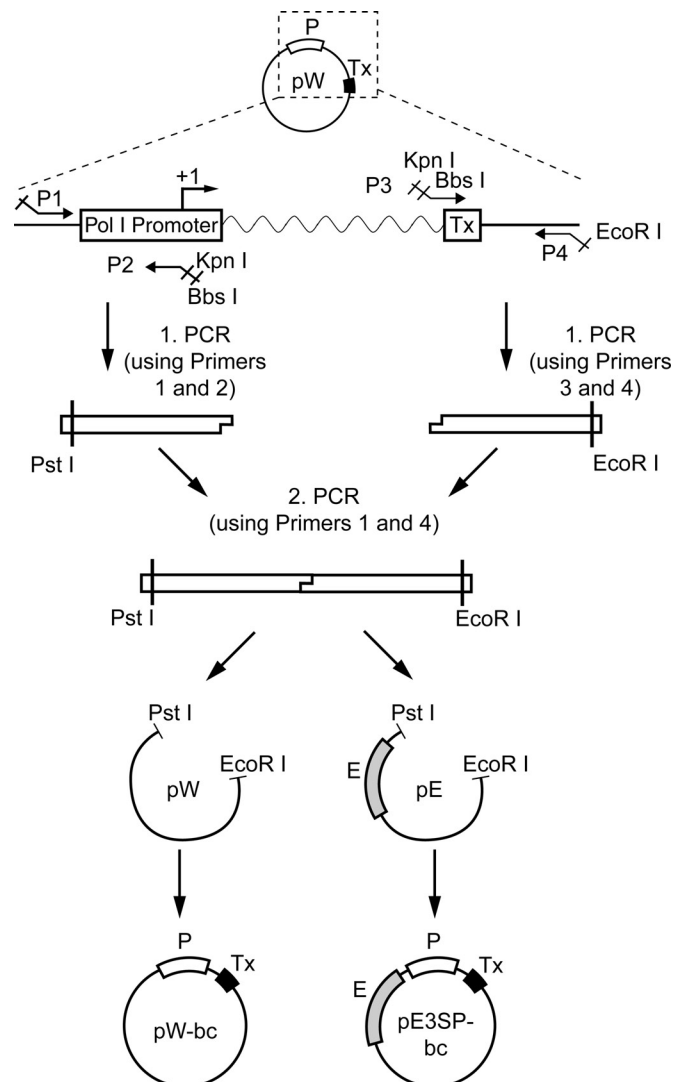 P
pW
Tx
P1
+1
P3
Kpn I
Bbs I
Pol I Promoter
Tx
EcoR I
P4
P2
Kpn I
Bbs I
1. PCR
(using Primers
1 and 2)
1. PCR
(using Primers
3 and 4)
Pst I
EcoR I
2. PCR
(using Primers 1 and 4)
Pst I
EcoR I
Pst I
EcoR I
pW
Pst I
E
EcoR I
pE
P
Tx
pW-bc
P
Tx
E
pE3SP-
bc